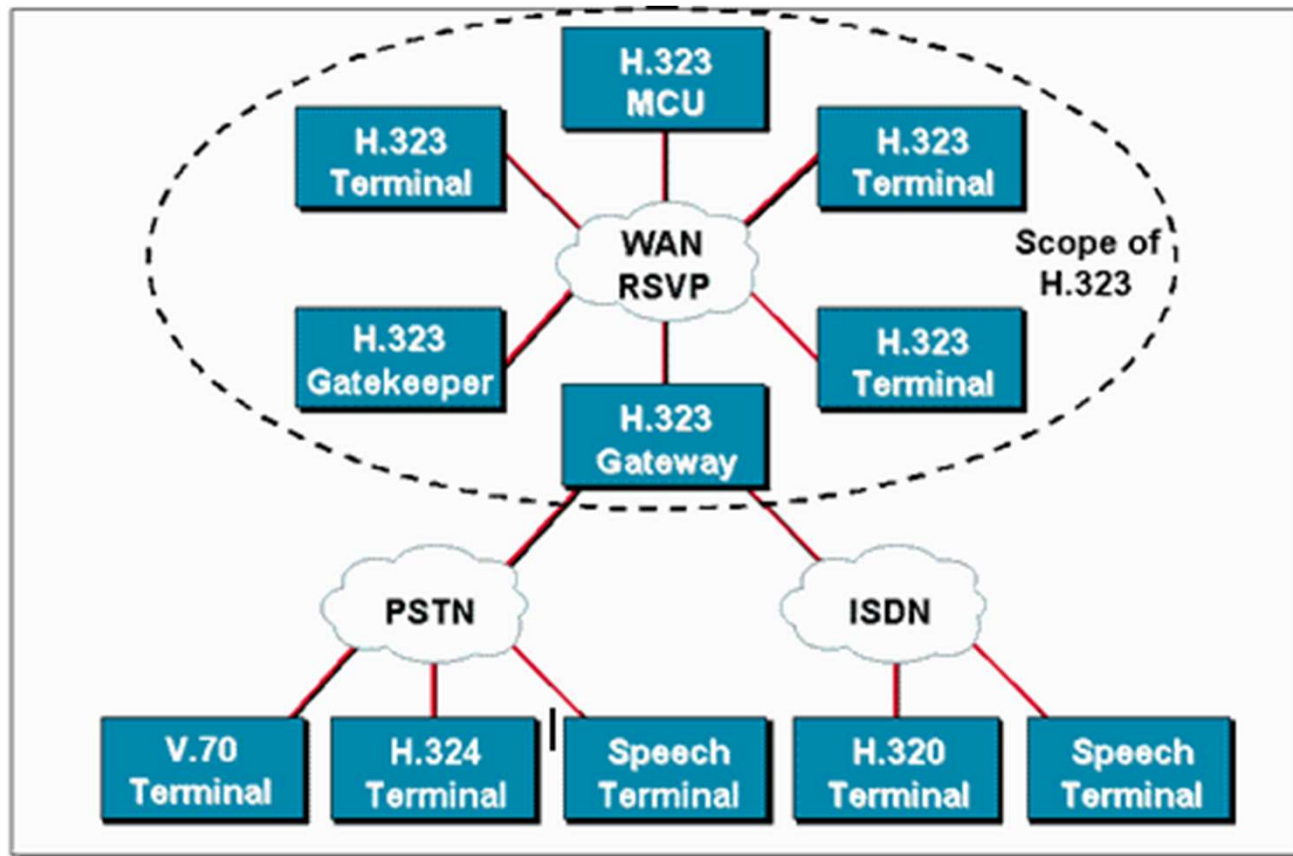 H.323
MCU
H.323
Terminal
H.323
Terminal
WAN
RSVP
Scope of
H.323
H.323
Gatekeeper
H.323
Terminal
H.323
Gateway
PSTN
ISDN
V.70
Terminal
H.324
Terminal
Speech
Terminal
H.320
Terminal
Speech
Terminal